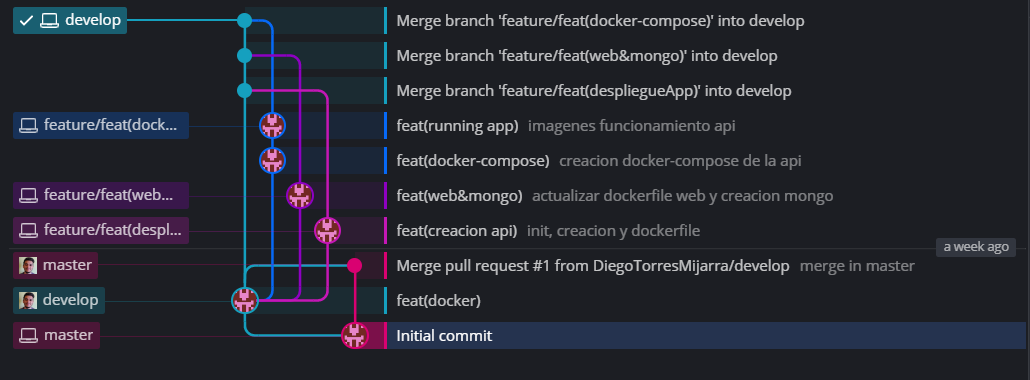 develop Merge branch 'feature/feat(docker-compose)' into develop
Merge branch 'feature/feat(web&mongo)' into develop
Merge branch 'feature/feat(despliegueApp)' into develop
feature/feat(dock... feat(running app) imagenes funcionamiento api
feat(docker-compose) creacion docker-compose de la api
feature/feat(web... feat(web&mongo) actualizar dockerfile web y creacion mongo
feature/feat(despl... feat(creacion api) init, creacion y dockerfile
a week ago
master Merge pull request #1 from DiegoTorresMijarra/develop merge in master
develop feat(docker)
master Initial commit